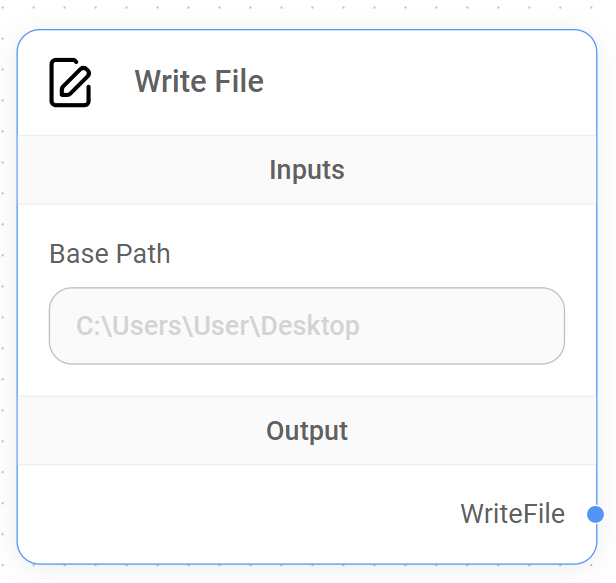 Write File
Inputs
Base Path
C:\Users\User\Desktop
Output
WriteFile